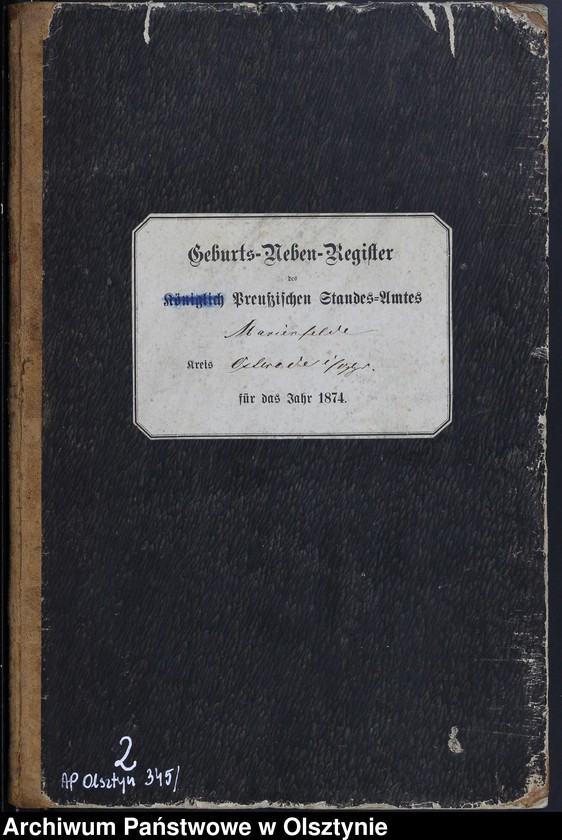 Geburts-Neben-Register
des
Königlich Preußischen Standes-Amtes
Marienfelde
Kreis Osterode i/Opr.
für das Jahr 1874.
2
AP Olsztyn 345/
Archiwum Państwowe w Olsztynie